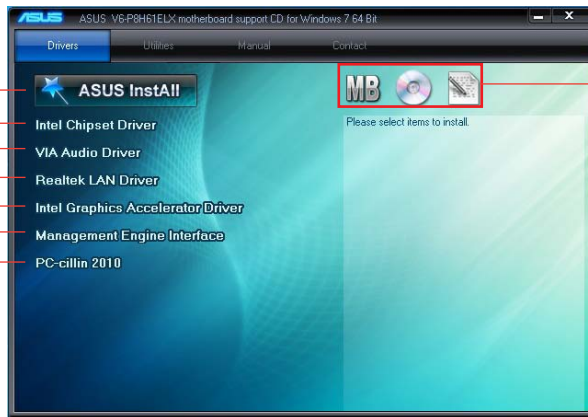 ASUS ASUS V6-P8H61ELX motherboard support CD for Windows 7 64 Bit
Drivers Utilities Manual Contact
ASUS InstAll
MB
Intel Chipset Driver
Please select items to install.
VIA Audio Driver
Realtek LAN Driver
Intel Graphics Accelerator Driver
Management Engine Interface
PC-cillin 2010